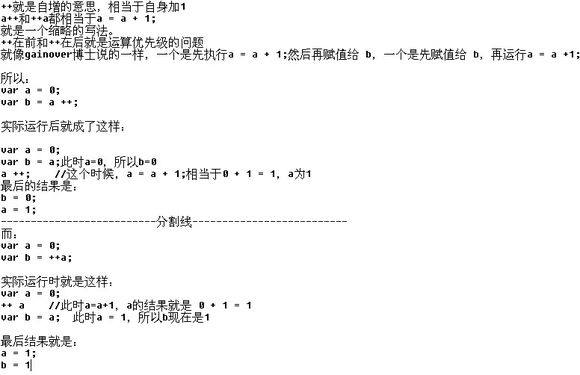 ++就是自增的意思，相当于自身加1
a++和++a都相当于a = a + 1;
就是一个缩略的写法。
++在前和++在后就是运算优先级的问题
就像gainover博士说的一样，一个是先执行a = a + 1;然后再赋值给 b，一个是先赋值给 b，再运行a = a +1;
所以：
var a = 0;
var b = a ++;
实际运行后就成了这样：
var a = 0;
var b = a;此时a=0，所以b=0
a ++;    //这个时候，a = a + 1;相当于0 + 1 = 1，a为1
最后的结果是：
b = 0;
a = 1;
--------------------------分割线--------------------------
而：
var a = 0;
var b = ++a;
实际运行时就是这样：
var a = 0;
++ a    //此时a=a+1，a的结果就是 0 + 1 = 1
var b = a;  此时a = 1，所以b现在是1
最后结果就是：
a = 1;
b = 1